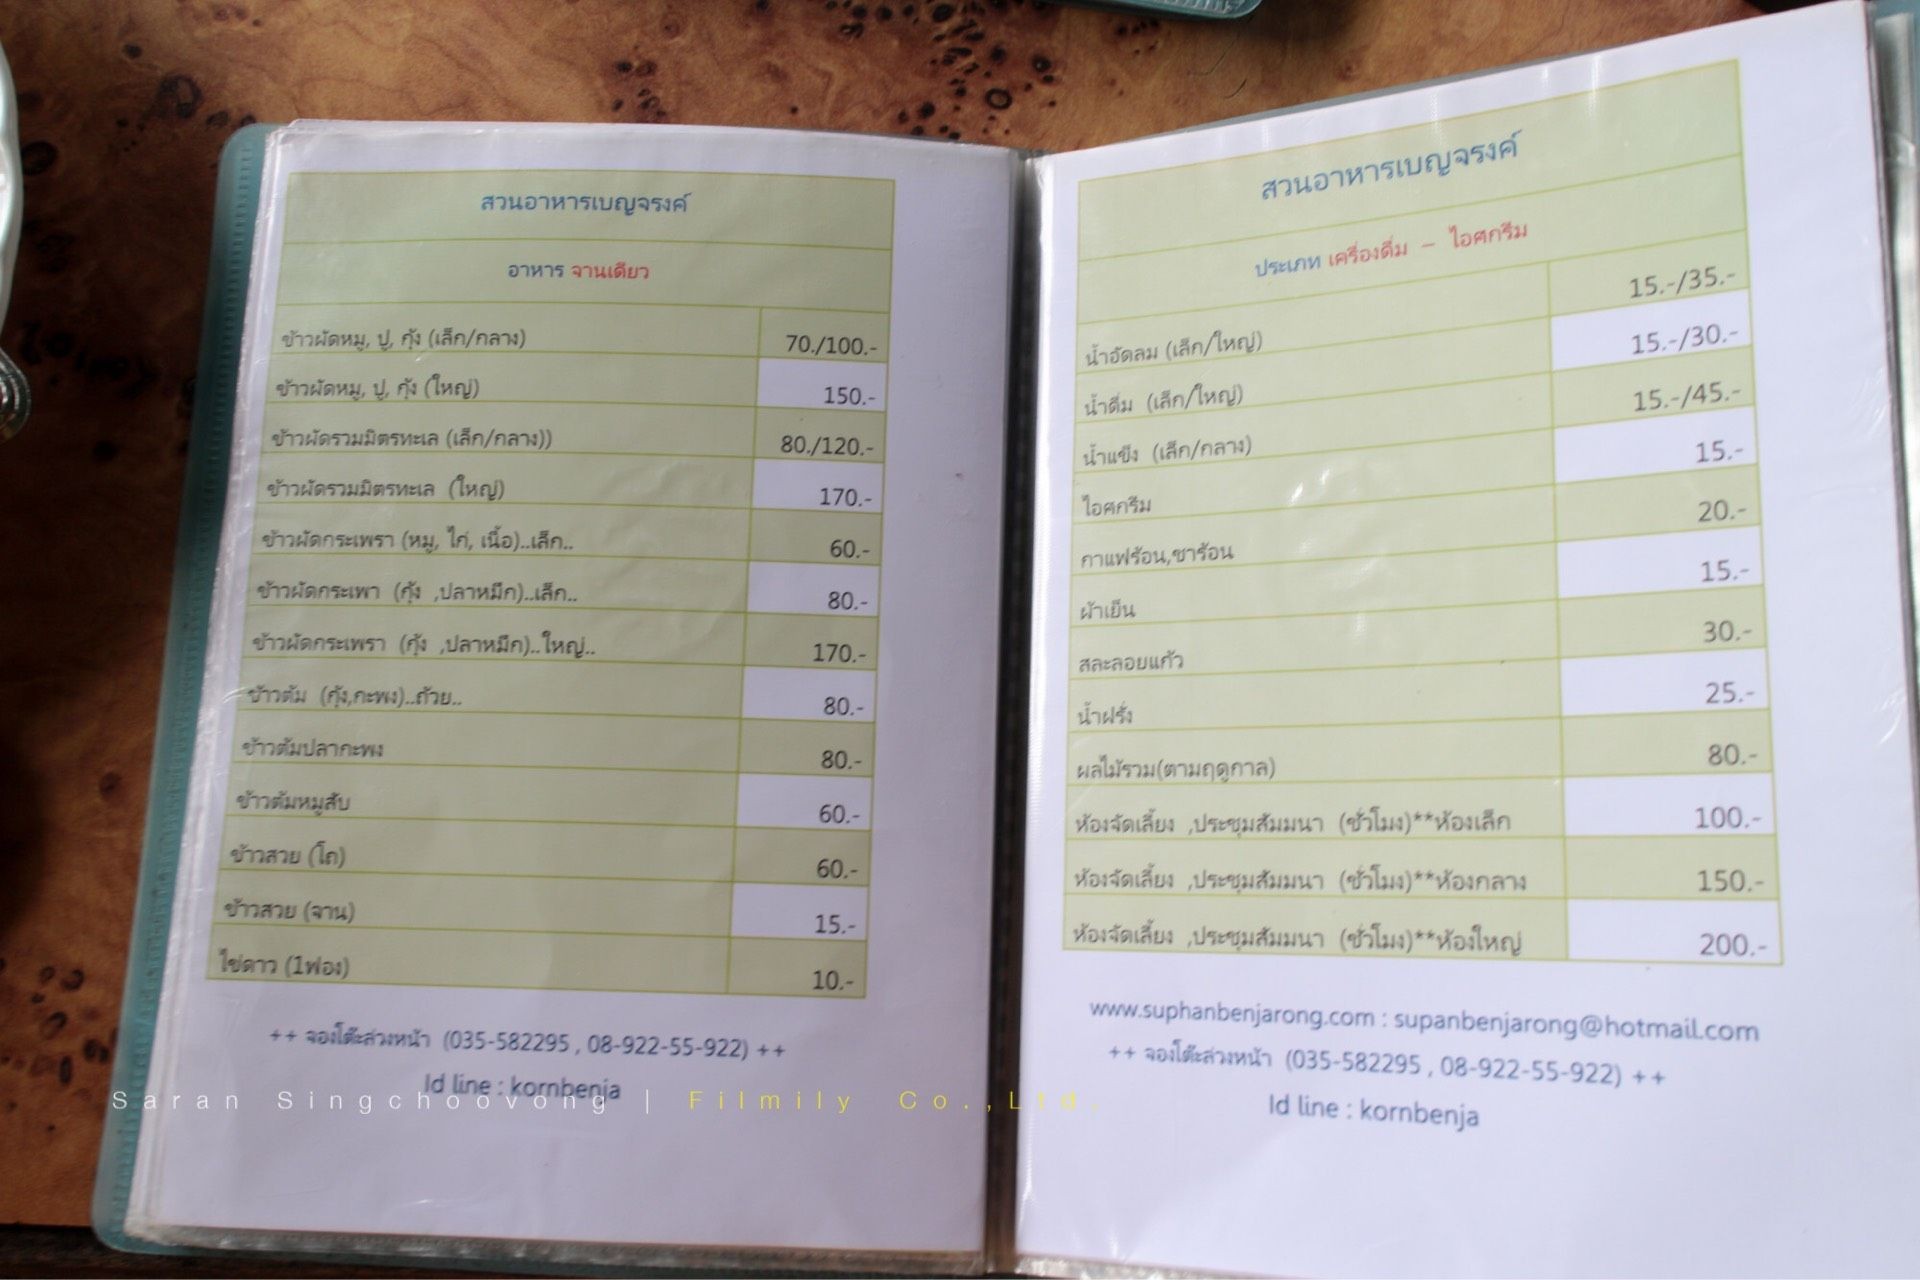 สวนอาหารเบญจรงค์
อาหาร จานเดียว
ข้าวผัดหมู, ปู, กุ้ง (เล็ก/กลาง) 70./100.-
ข้าวผัดหมู, ปู, กุ้ง (ใหญ่) 150.-
ข้าวผัดรวมมิตรทะเล (เล็ก/กลาง)) 80./120.-
ข้าวผัดรวมมิตรทะเล (ใหญ่) 170.-
ข้าวผัดกระเพรา (หมู, ไก่, เนื้อ)..เล็ก.. 60.-
ข้าวผัดกระเพา (กุ้ง ,ปลาหมึก)..เล็ก.. 80.-
ข้าวผัดกระเพรา (กุ้ง ,ปลาหมึก)..ใหญ่.. 170.-
ข้าวต้ม (กุ้ง,กะพง)..ถ้วย.. 80.-
ข้าวต้มปลากะพง 80.-
ข้าวต้มหมูสับ 60.-
ข้าวสวย (โถ) 60.-
ข้าวสวย (จาน) 15.-
ไข่ดาว (1ฟอง) 10.-
++ จองโต๊ะล่วงหน้า (035-582295 , 08-922-55-922) ++
Id line : kornbenja
สวนอาหารเบญจรงค์
ประเภท เครื่องดื่ม – ไอศกรีม
น้ำอัดลม (เล็ก/ใหญ่) 15.-/35.-
น้ำดื่ม (เล็ก/ใหญ่) 15.-/30.-
น้ำแข็ง (เล็ก/กลาง) 15.-/45.-
ไอศกรีม 15.-
กาแฟร้อน,ชาร้อน 20.-
ผ้าเย็น 15.-
สละลอยแก้ว 30.-
น้ำฝรั่ง 25.-
ผลไม้รวม(ตามฤดูกาล) 80.-
ห้องจัดเลี้ยง ,ประชุมสัมมนา (ชั่วโมง)**ห้องเล็ก 100.-
ห้องจัดเลี้ยง ,ประชุมสัมมนา (ชั่วโมง)**ห้องกลาง 150.-
ห้องจัดเลี้ยง ,ประชุมสัมมนา (ชั่วโมง)**ห้องใหญ่ 200.-
www.suphanbenjarong.com : supanbenjarong@hotmail.com
++ จองโต๊ะล่วงหน้า (035-582295 , 08-922-55-922) ++
Id line : kornbenja
Saran Singchoovong | Filmily Co.,Ltd.